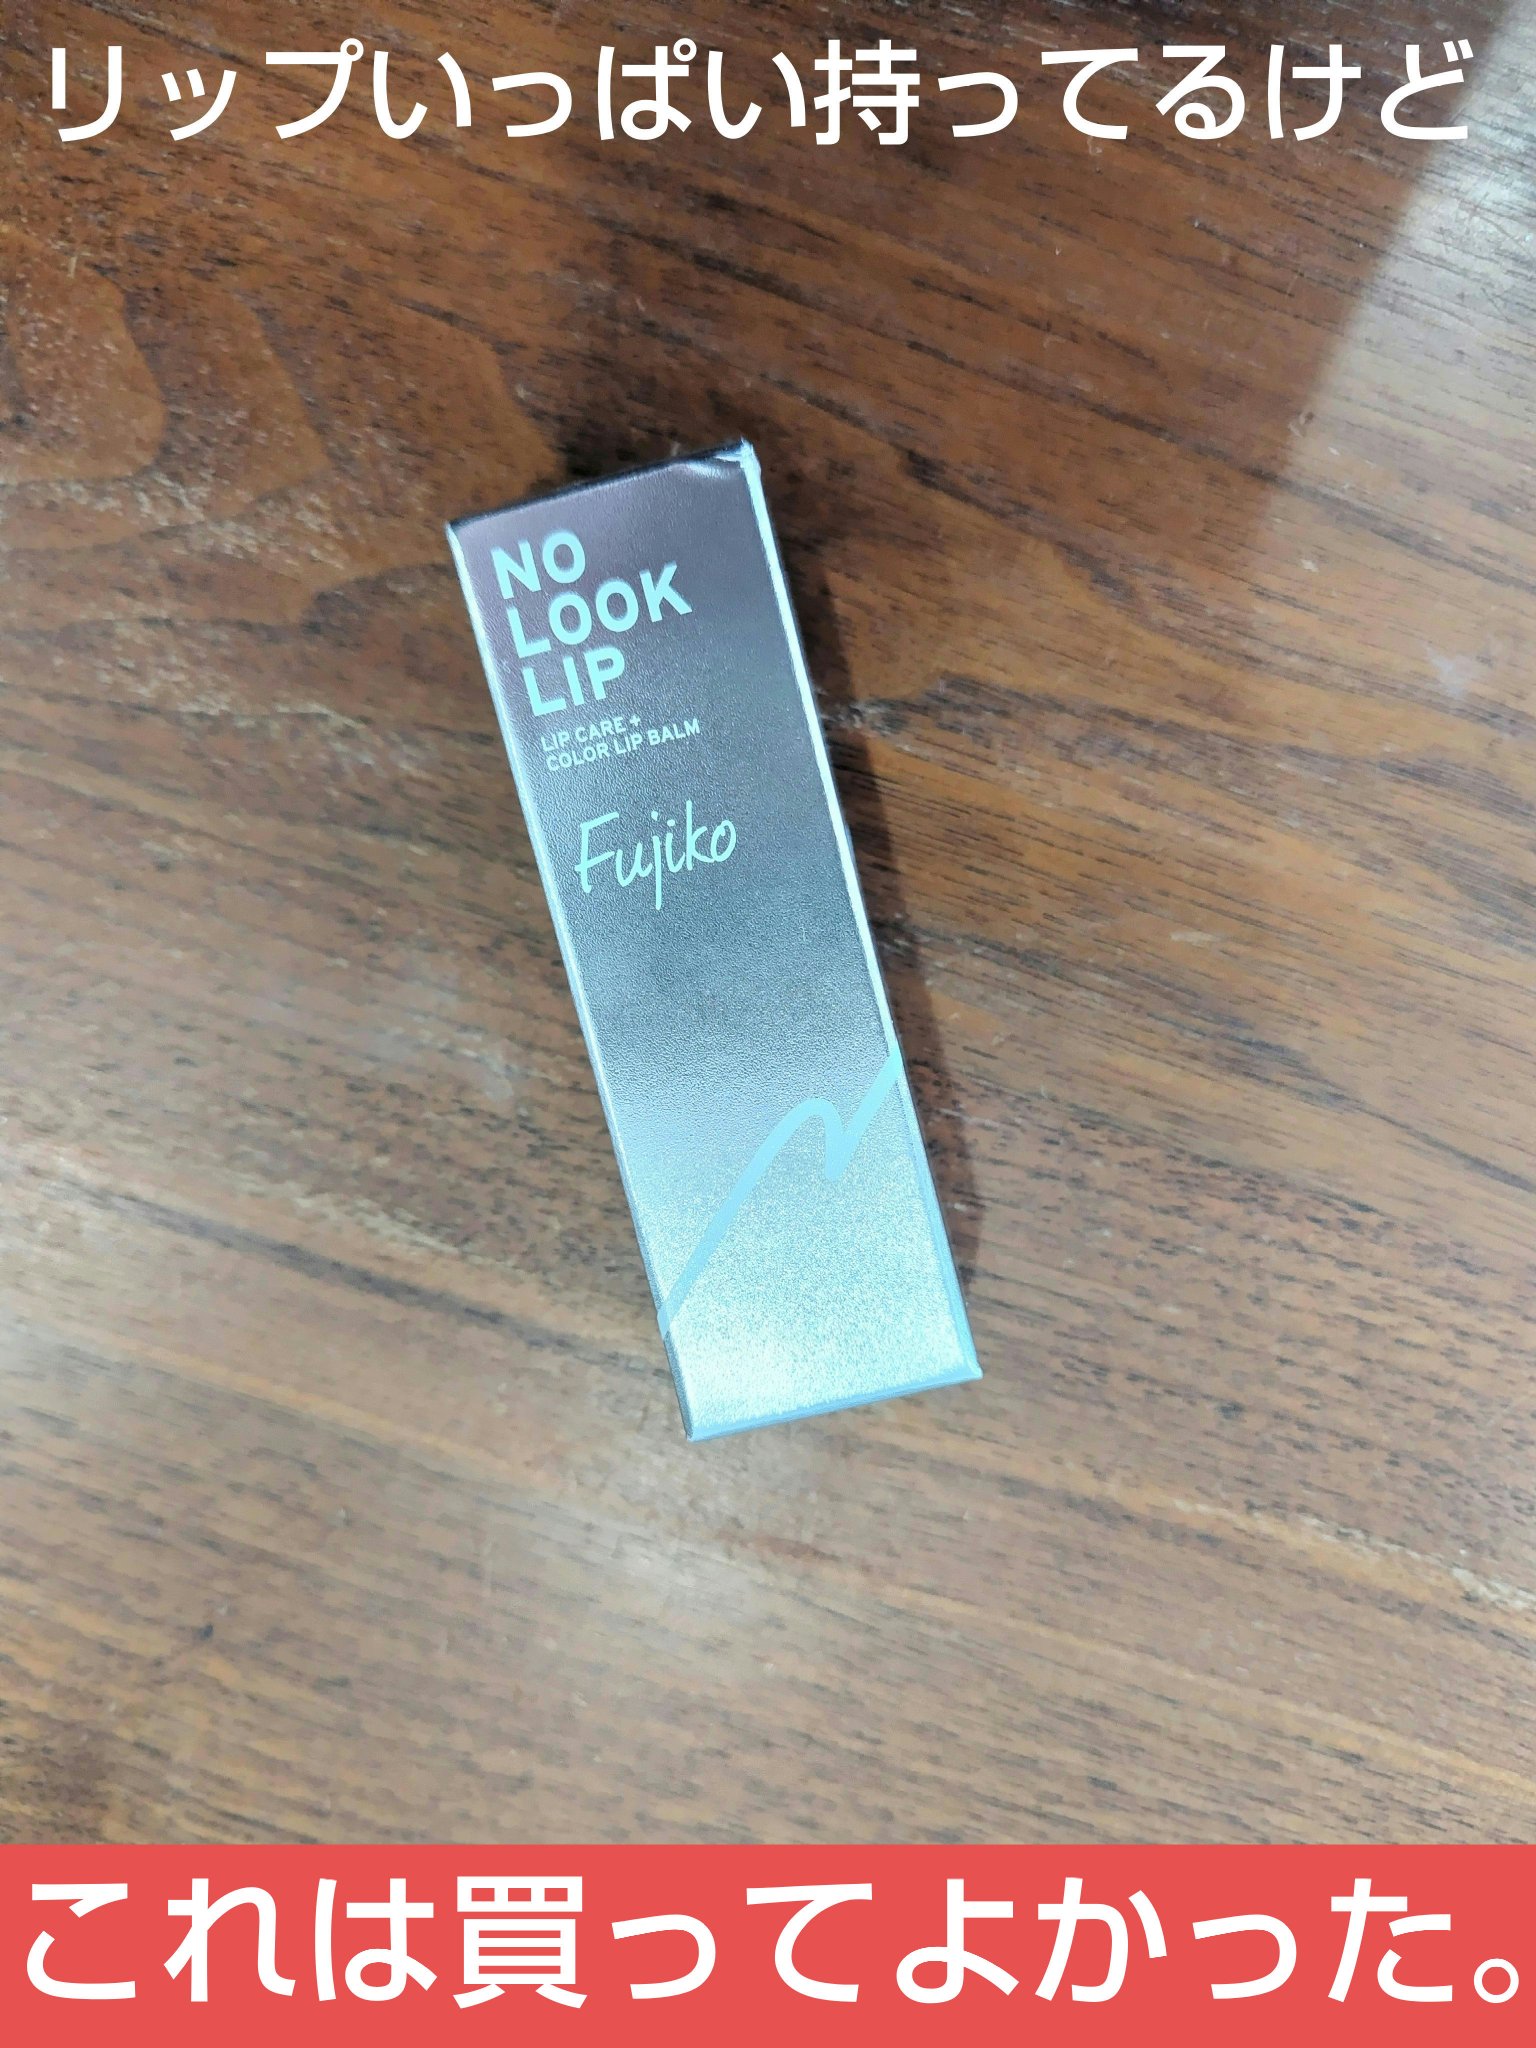 リップいっぱい持ってるけど
NO
LOOK
LIP
LIP CARE +
COLOR LIP BALM
Fujiko
これは買ってよかった。